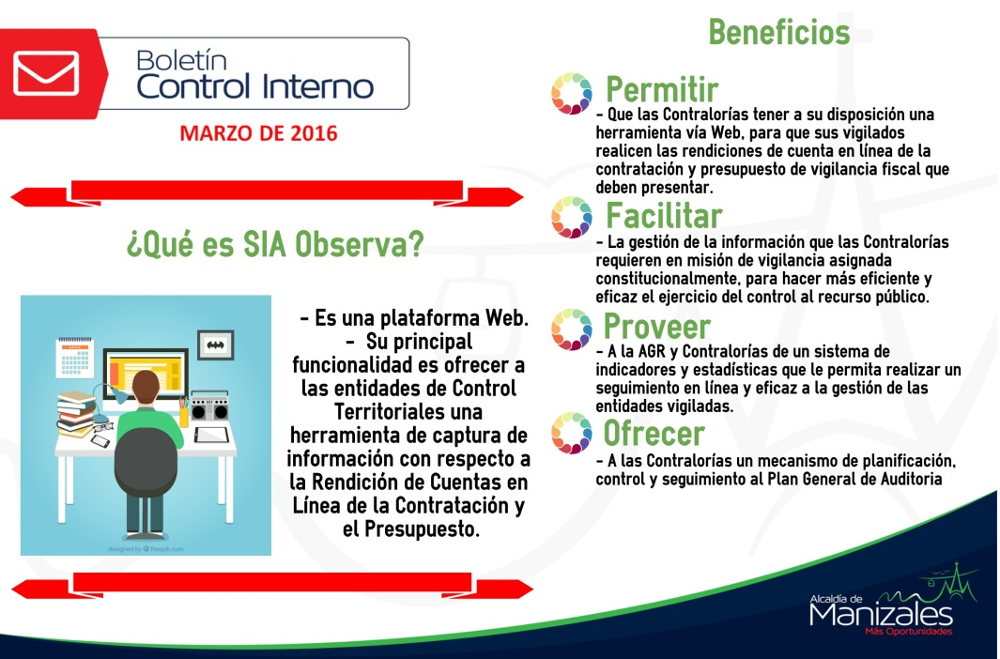 Boletín
Control Interno
MARZO DE 2016
¿Qué es SIA Observa?
- Es una plataforma Web.
- Su principal
funcionalidad es ofrecer a
las entidades de Control
Territoriales una
herramienta de captura de
información con respecto a
la Rendición de Cuentas en
Línea de la Contratación y
el Presupuesto.
designed by freepik.com
Beneficios
Permitir
- Que las Contralorías tener a su disposición una
herramienta vía Web, para que sus vigilados
realicen las rendiciones de cuenta en línea de la
contratación y presupuesto de vigilancia fiscal que
deben presentar.
Facilitar
- La gestión de la información que las Contralorías
requieren en misión de vigilancia asignada
constitucionalmente, para hacer más eficiente y
eficaz el ejercicio del control al recurso público.
Proveer
- A la AGR y Contralorías de un sistema de
indicadores y estadísticas que le permita realizar un
seguimiento en línea y eficaz a la gestión de las
entidades vigiladas.
Ofrecer
- A las Contralorías un mecanismo de planificación,
control y seguimiento al Plan General de Auditoria
Alcaldía de
Manizales
Más Oportunidades